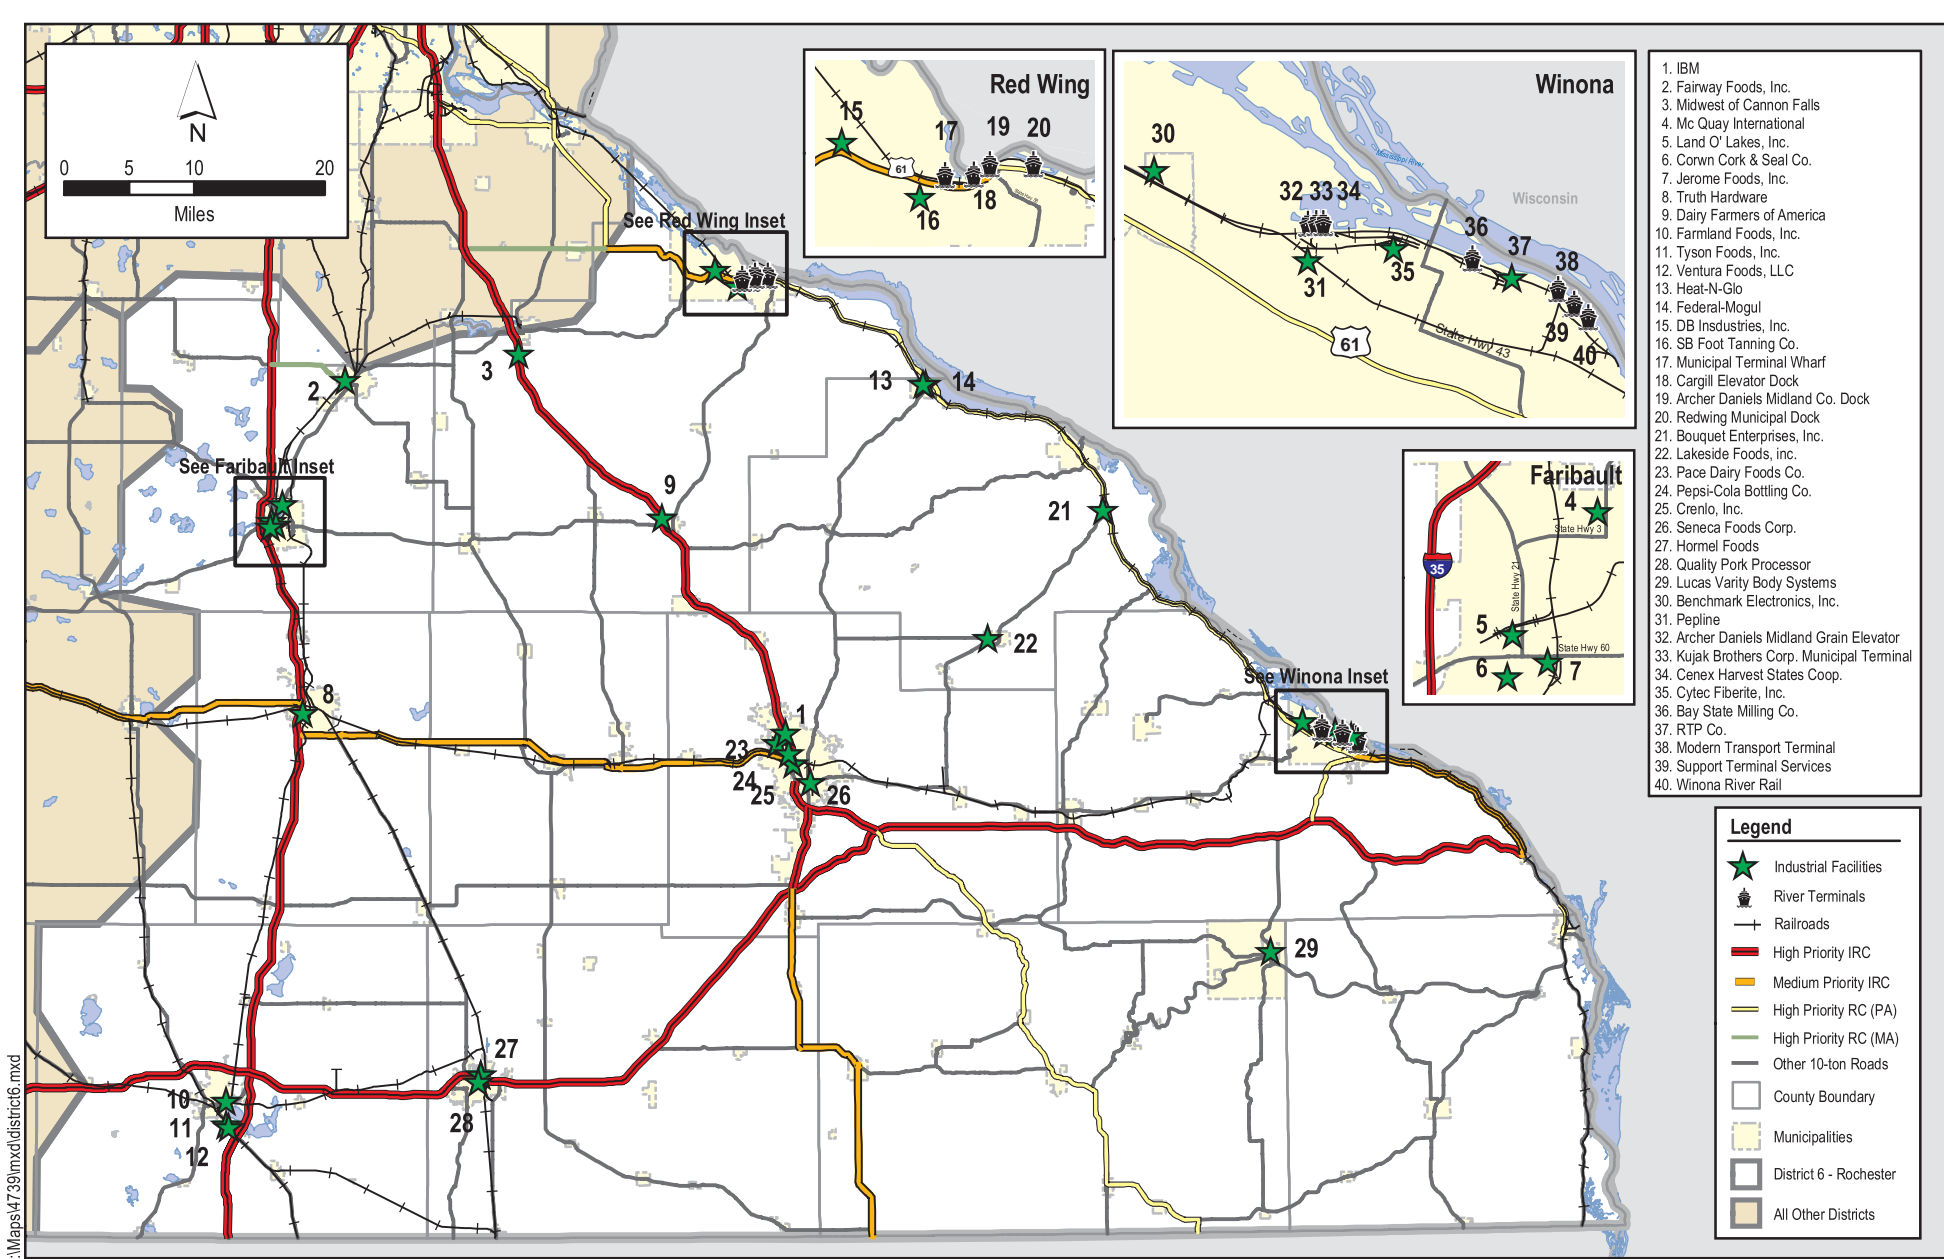 N
0 5 10 20
Miles
Red Wing
15
17
19
20
61
16
18
Winona
30
Mississippi River
Wisconsin
32 33 34
36
37
38
35
31
39
40
61
State Hwy 43
1. IBM
2. Fairway Foods, Inc.
3. Midwest of Cannon Falls
4. Mc Quay International
5. Land O' Lakes, Inc.
6. Corwn Cork & Seal Co.
7. Jerome Foods, Inc.
8. Truth Hardware
9. Dairy Farmers of America
10. Farmland Foods, Inc.
11. Tyson Foods, Inc.
12. Ventura Foods, LLC
13. Heat-N-Glo
14. Federal-Mogul
15. DB Insdustries, Inc.
16. SB Foot Tanning Co.
17. Municipal Terminal Wharf
18. Cargill Elevator Dock
19. Archer Daniels Midland Co. Dock
20. Redwing Municipal Dock
21. Bouquet Enterprises, Inc.
22. Lakeside Foods, inc.
23. Pace Dairy Foods Co.
24. Pepsi-Cola Bottling Co.
25. Crenlo, Inc.
26. Seneca Foods Corp.
27. Hormel Foods
28. Quality Pork Processor
29. Lucas Varity Body Systems
30. Benchmark Electronics, Inc.
31. Pepline
32. Archer Daniels Midland Grain Elevator
33. Kujak Brothers Corp. Municipal Terminal
34. Cenex Harvest States Coop.
35. Cytec Fiberite, Inc.
36. Bay State Milling Co.
37. RTP Co.
38. Modern Transport Terminal
39. Support Terminal Services
40. Winona River Rail
See Red Wing Inset
2
3
13
14
See Faribault Inset
9
21
Faribault
4
State Hwy 3
35
State Hwy 21
5
State Hwy 60
6
7
22
See Winona Inset
8
1
23
24
25
26
29
27
28
10
11
12
Legend
Industrial Facilities
River Terminals
Railroads
High Priority IRC
Medium Priority IRC
High Priority RC (PA)
High Priority RC (MA)
Other 10-ton Roads
County Boundary
Municipalities
District 6 - Rochester
All Other Districts
:\Maps\4739\mxd\district6.mxd